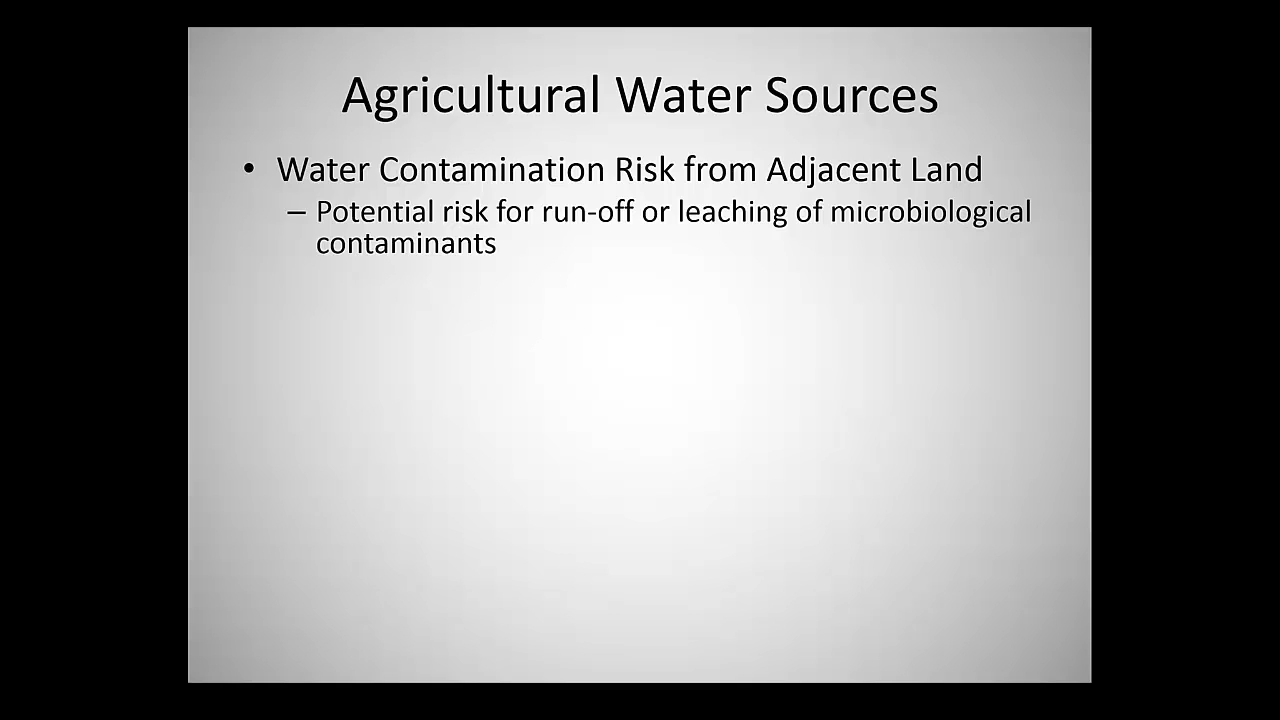 Agricultural Water Sources
• Water Contamination Risk from Adjacent Land
– Potential risk for run-off or leaching of microbiological
contaminants